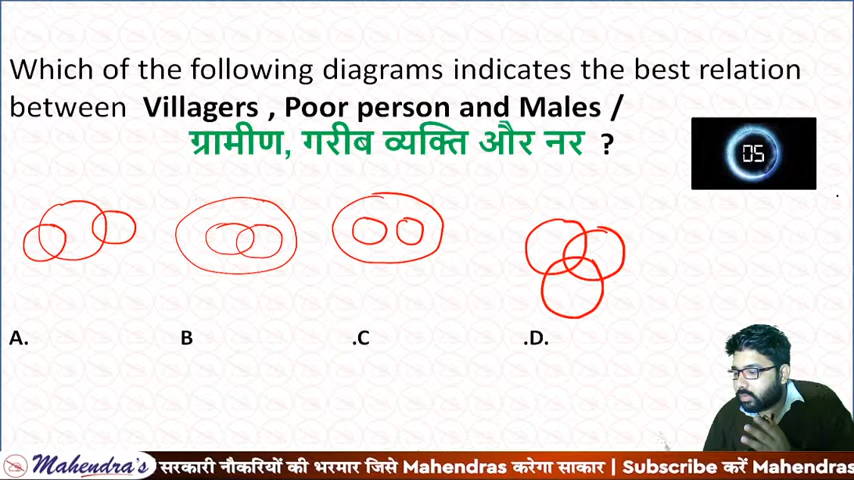 Which of the following diagrams indicates the best relation
between Villagers , Poor person and Males /
ग्रामीण, गरीब व्यक्ति और नर ?
05
A.
B
.C
.D.
Mahendra's सरकारी नौकरियों की भरमार जिसे Mahendras करेगा साकार | Subscribe करें Mahendras